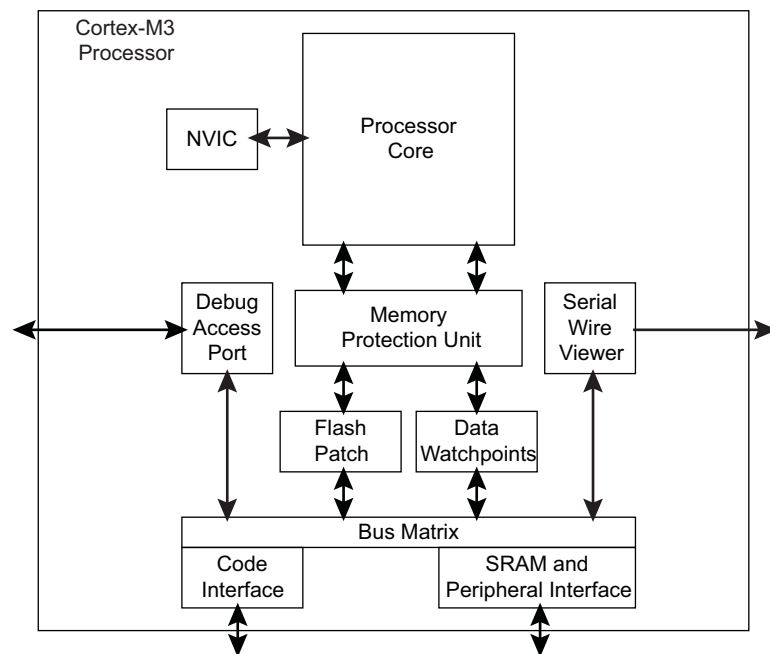 Cortex-M3
Processor
Processor
Core
NVIC
Debug
Access
Port
Memory
Protection Unit
Serial
Wire
Viewer
Flash
Patch
Data
Watchpoints
Bus Matrix
Code
Interface
SRAM and
Peripheral Interface